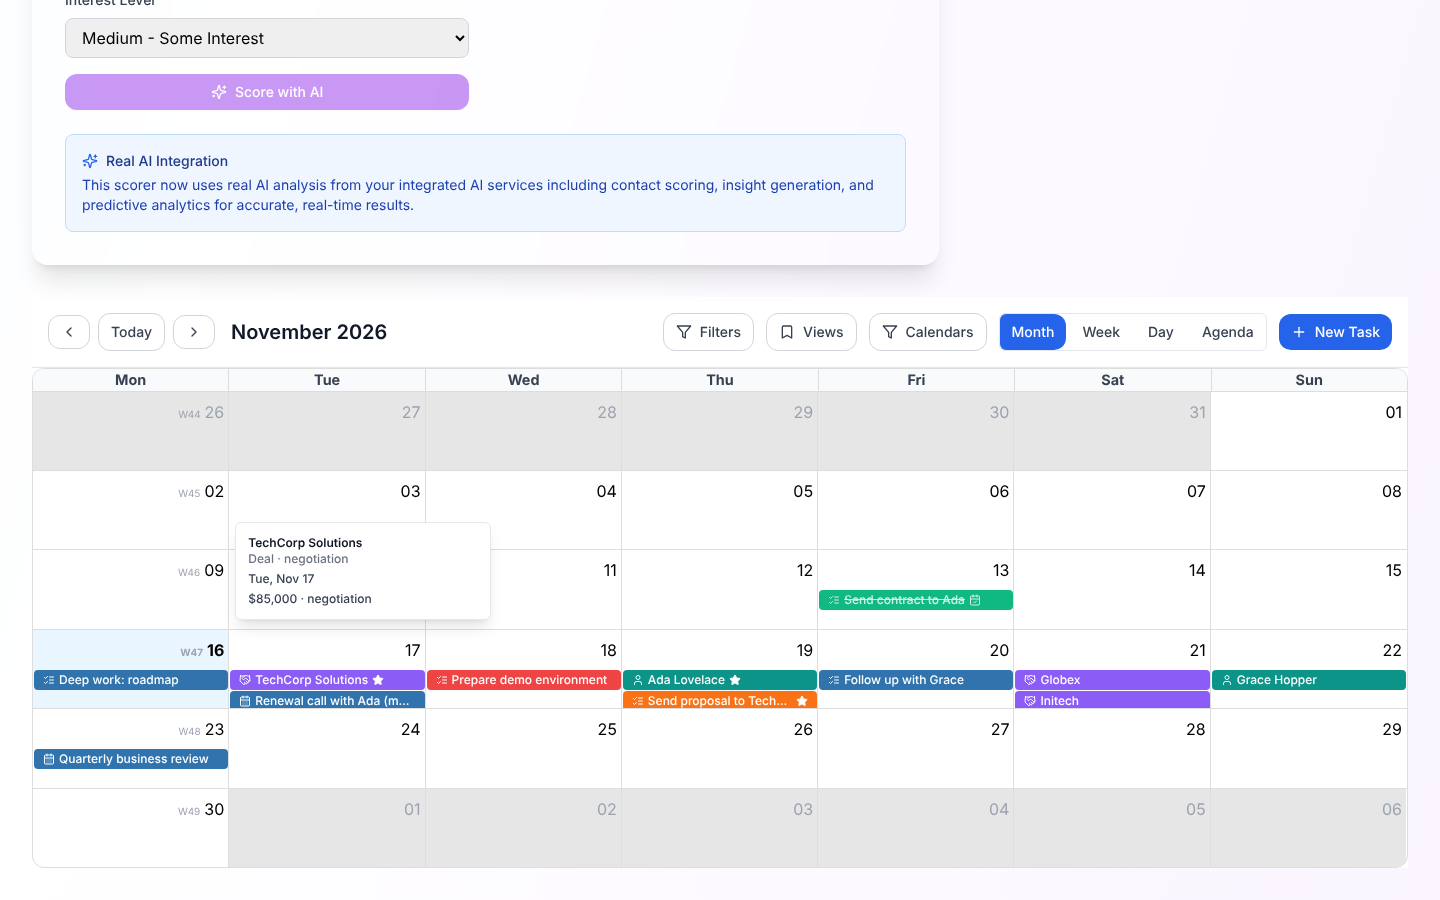 Interest Level
Medium - Some Interest
Score with AI
Real AI Integration
This scorer now uses real AI analysis from your integrated AI services including contact scoring, insight generation, and
predictive analytics for accurate, real-time results.
Today
November 2026
Filters
Views
Calendars
Month
Week
Day
Agenda
New Task
Mon Tue Wed Thu Fri Sat Sun
W44 26 27 28 29 30 31 01
W45 02 03 04 05 06 07 08
W46 09 11 12 13 14 15
TechCorp Solutions
Deal · negotiation
Tue, Nov 17
$85,000 · negotiation
Send contract to Ada
W47 16 17 18 19 20 21 22
Deep work: roadmap TechCorp Solutions Prepare demo environment Ada Lovelace Follow up with Grace Globex Grace Hopper
Renewal call with Ada (m... Send proposal to Tech... Initech
W48 23 24 25 26 27 28 29
Quarterly business review
W49 30 01 02 03 04 05 06